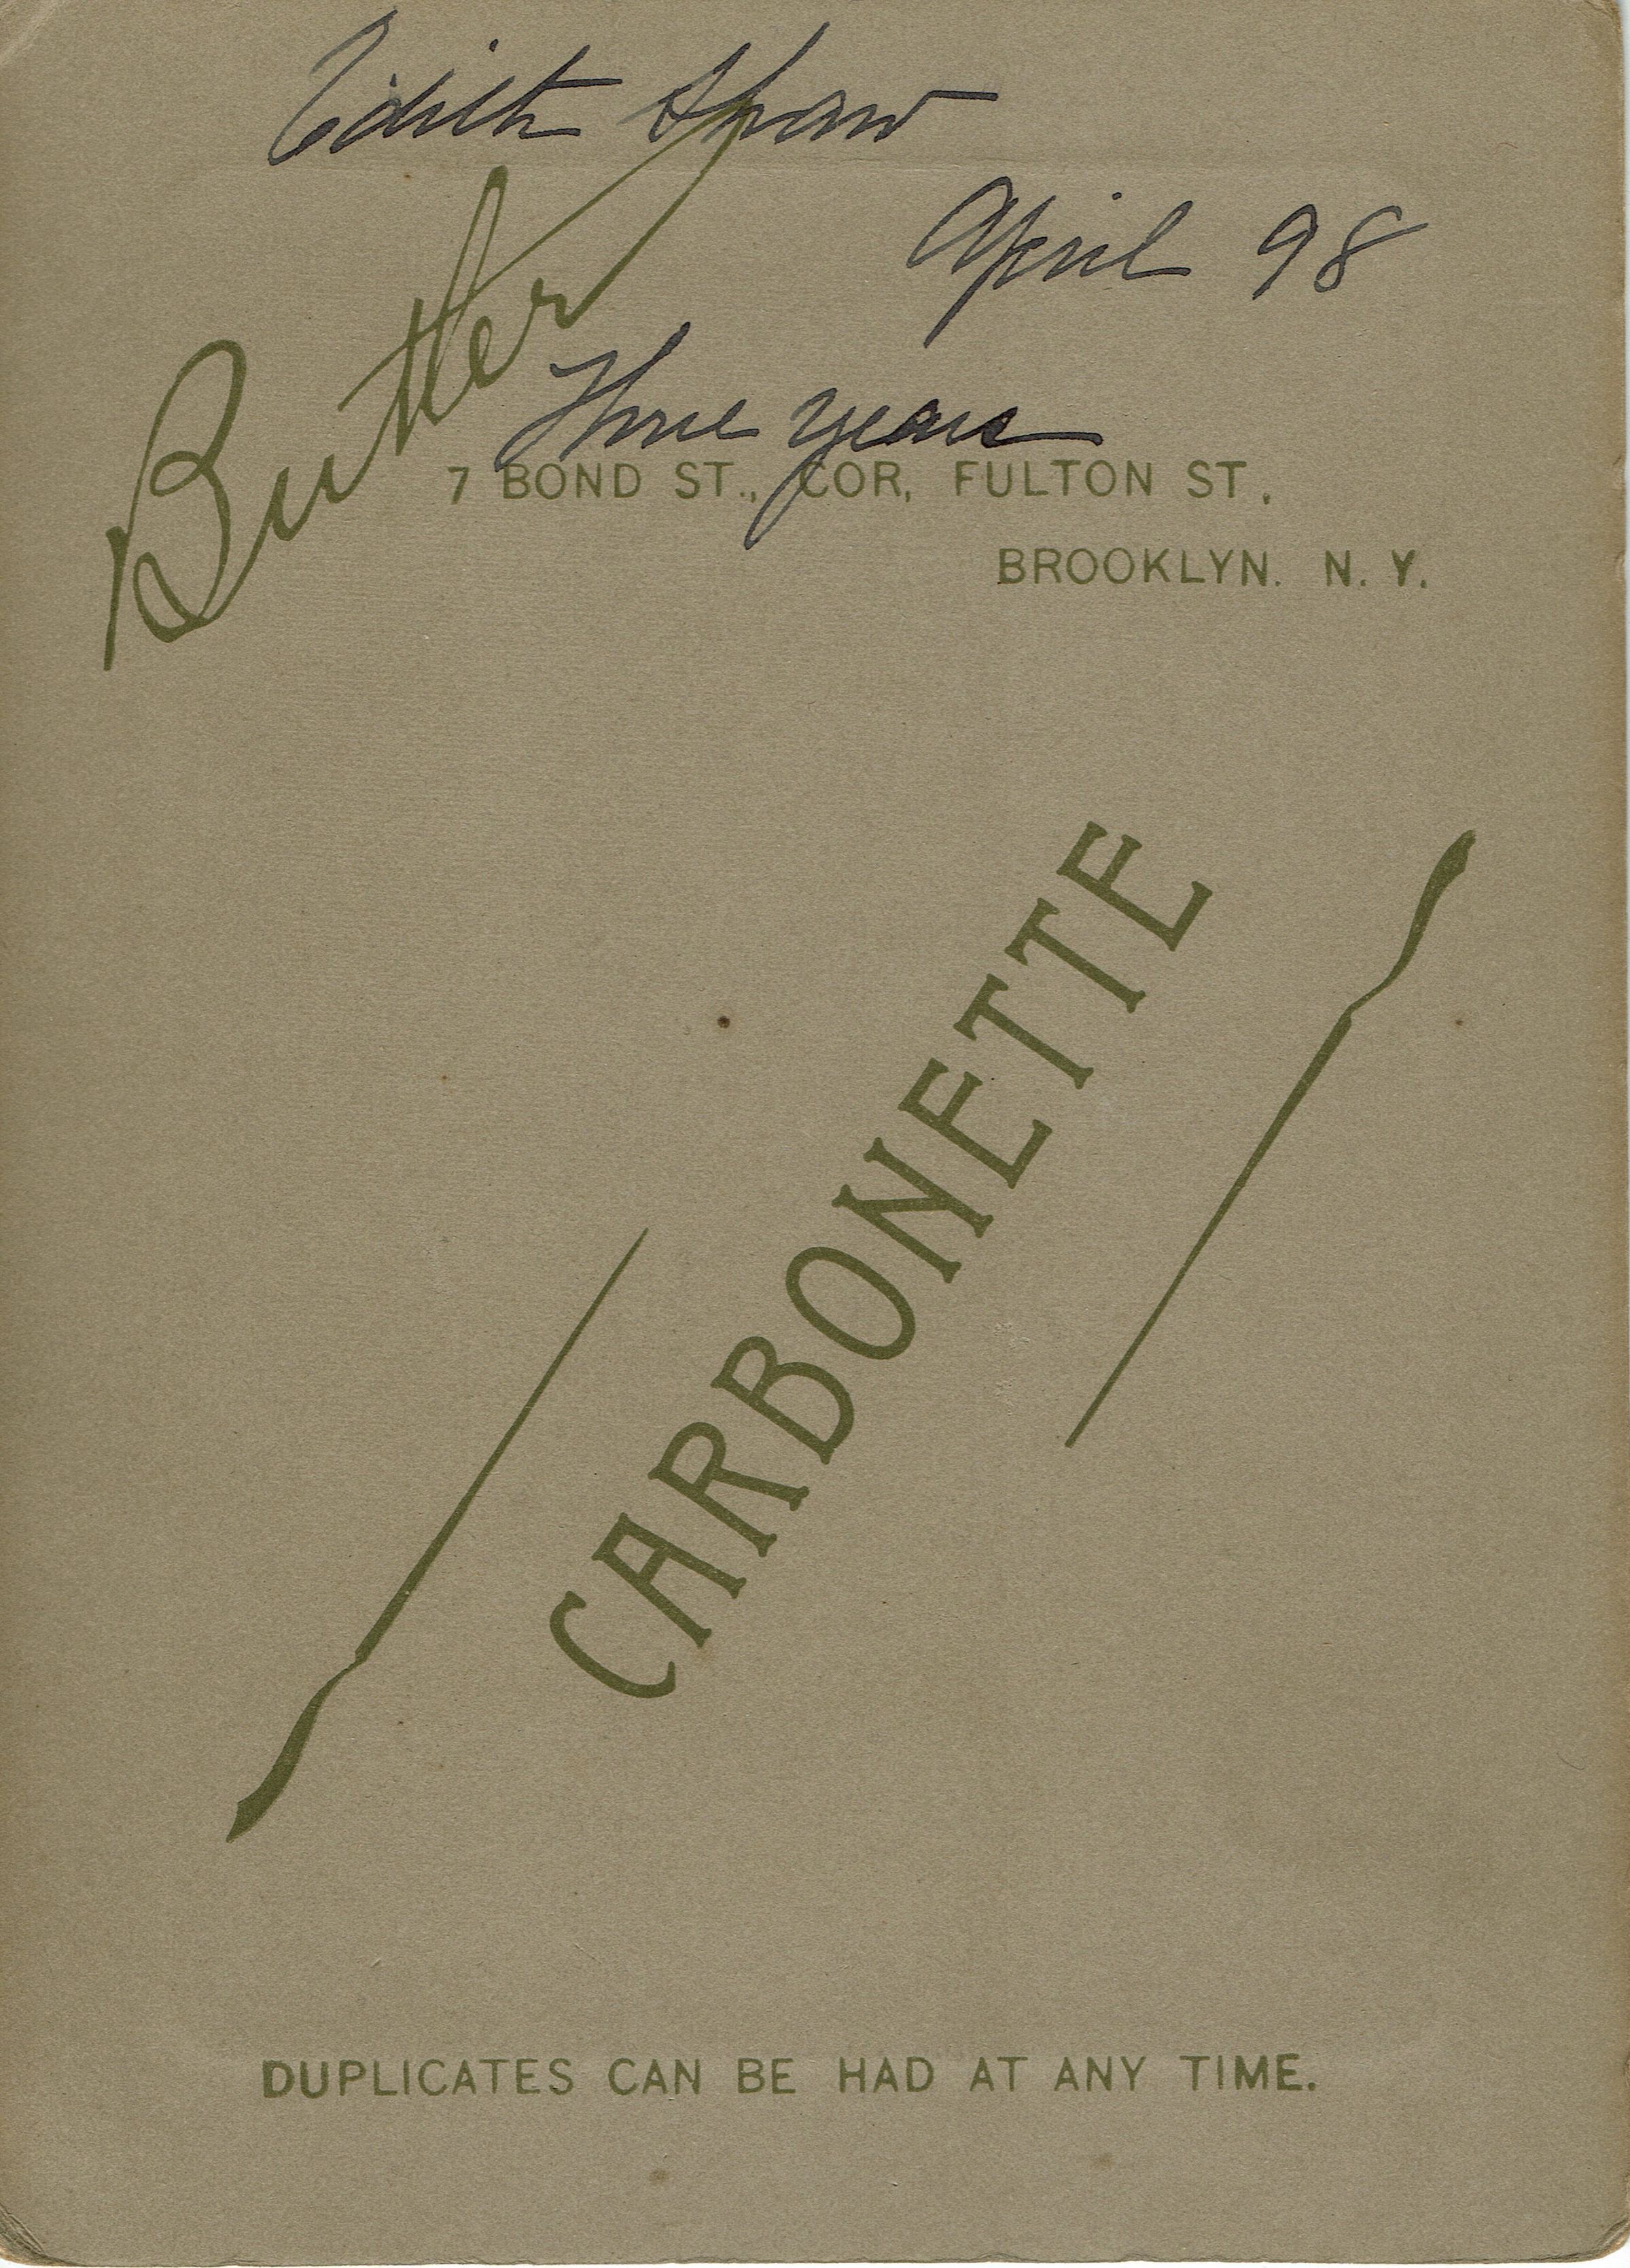 Edith Shaw
April 98
Butler
Three years
7 BOND ST., COR, FULTON ST.
BROOKLYN. N. Y.
CARBONETTE
DUPLICATES CAN BE HAD AT ANY TIME.